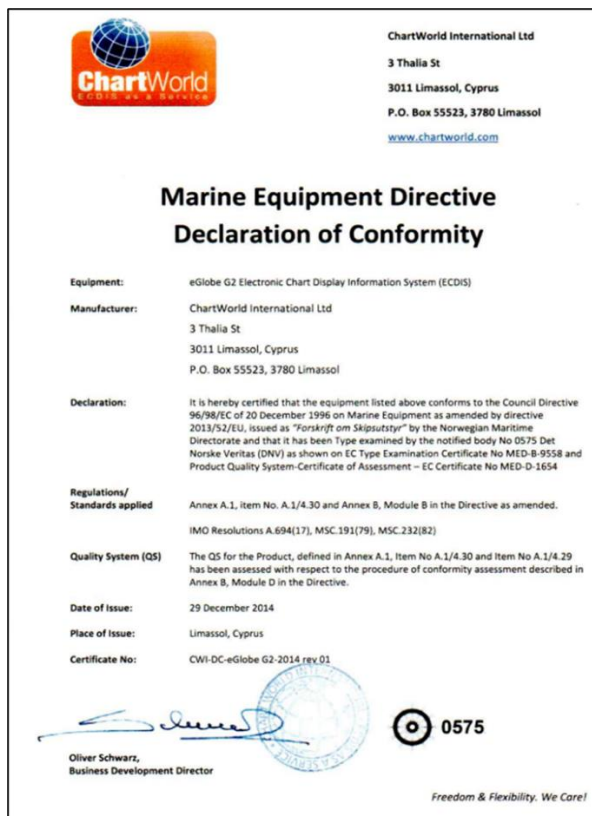 ChartWorld
ECDIS as a Service
ChartWorld International Ltd
3 Thalia St
3011 Limassol, Cyprus
P.O. Box 55523, 3780 Limassol
www.chartworld.com
Marine Equipment Directive
Declaration of Conformity
Equipment: eGlobe G2 Electronic Chart Display Information System (ECDIS)
Manufacturer: ChartWorld International Ltd
3 Thalia St
3011 Limassol, Cyprus
P.O. Box 55523, 3780 Limassol
Declaration: It is hereby certified that the equipment listed above conforms to the Council Directive
96/98/EC of 20 December 1996 on Marine Equipment as amended by directive
2013/52/EU, issued as "Forskrift om Skipsutstyr" by the Norwegian Maritime
Directorate and that it has been Type examined by the notified body No 0575 Det
Norske Veritas (DNV) as shown on EC Type Examination Certificate No MED-B-9558 and
Product Quality System-Certificate of Assessment – EC Certificate No MED-D-1654
Regulations/
Standards applied Annex A.1, item No. A.1/4.30 and Annex B, Module B in the Directive as amended.
IMO Resolutions A.694(17), MSC.191(79), MSC.232(82)
Quality System (QS) The QS for the Product, defined in Annex A.1, Item No A.1/4.30 and Item No A.1/4.29
has been assessed with respect to the procedure of conformity assessment described in
Annex B, Module D in the Directive.
Date of Issue: 29 December 2014
Place of Issue: Limassol, Cyprus
Certificate No: CWI-DC-eGlobe G2-2014 rev 01
0575
Oliver Schwarz,
Business Development Director
Freedom & Flexibility. We Care!